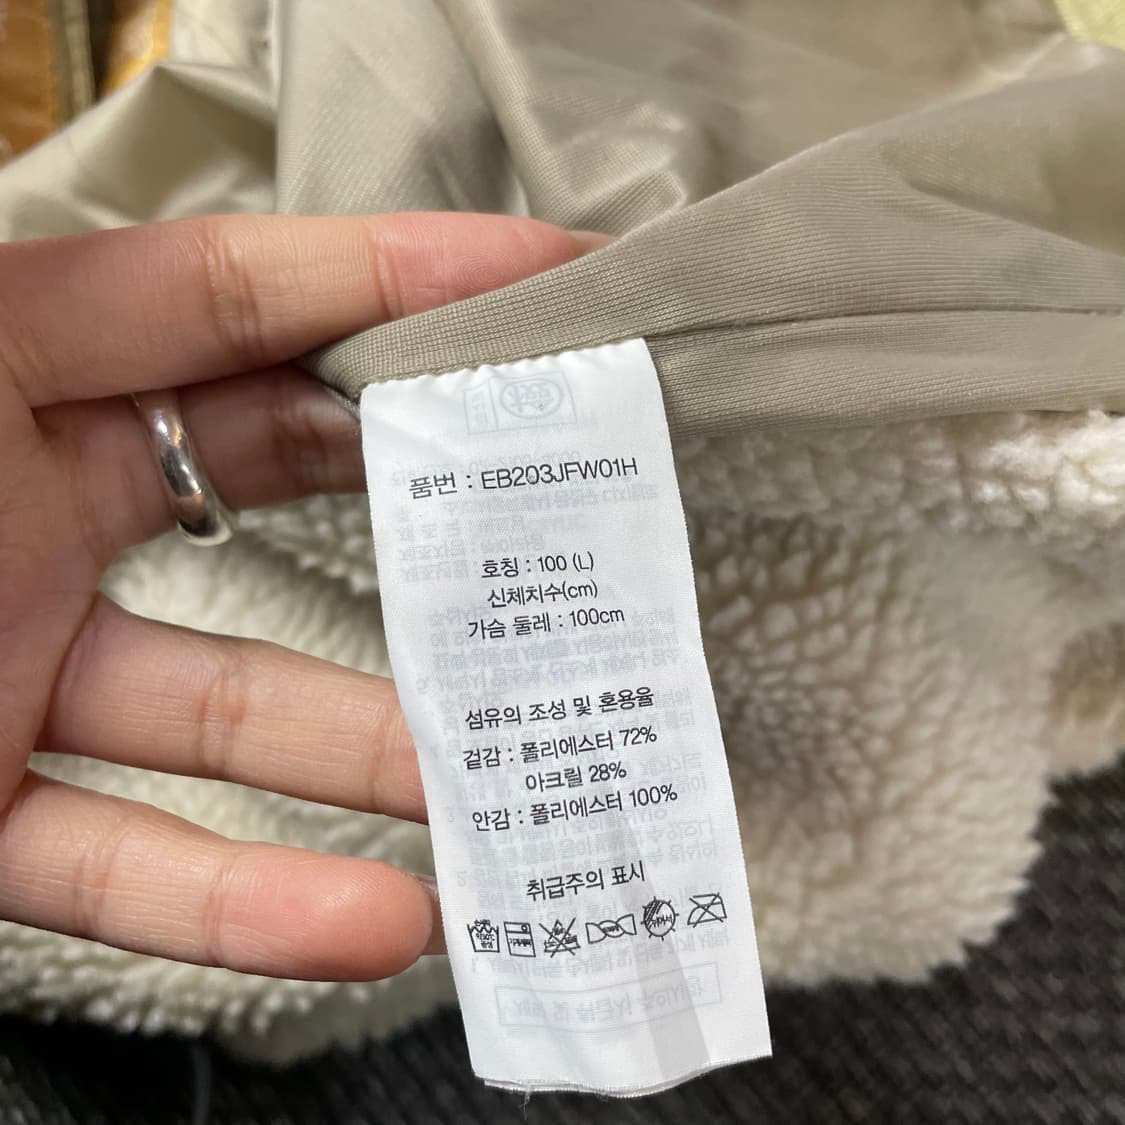 품번 : EB203JFW01H
호칭 : 100 (L)
신체치수(cm)
가슴 둘레 : 100cm
섬유의 조성 및 혼용율
겉감 : 폴리에스터 72%
아크릴 28%
안감 : 폴리에스터 100%
취급주의 표시